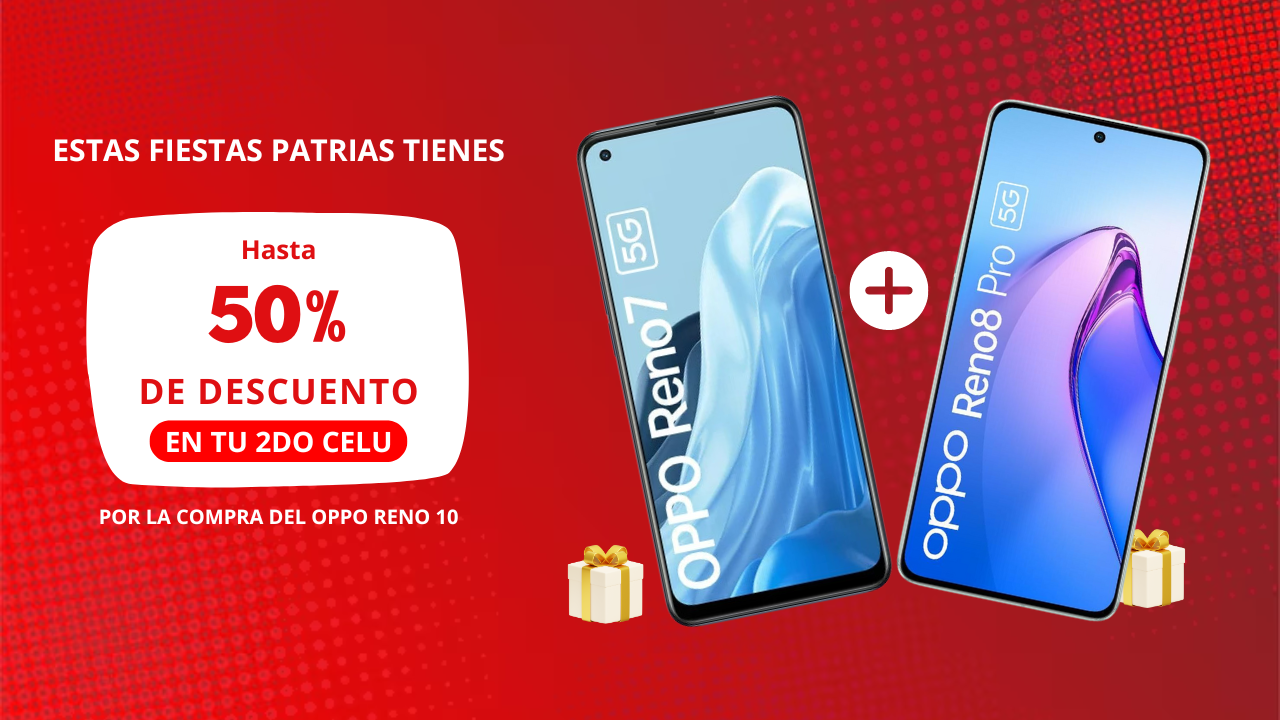 ESTAS FIESTAS PATRIAS TIENES
Hasta
50%
DE DESCUENTO
EN TU 2DO CELU
POR LA COMPRA DEL OPPO RENO 10
OPPO Reno7 5G
+
oppo Reno8 Pro 5G